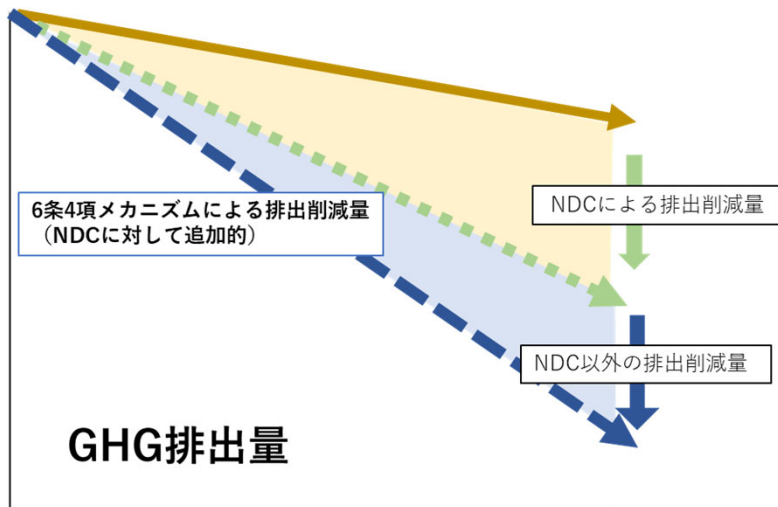 6条4項メカニズムによる排出削減量
（NDCに対して追加的）
NDCによる排出削減量
NDC以外の排出削減量
GHG排出量